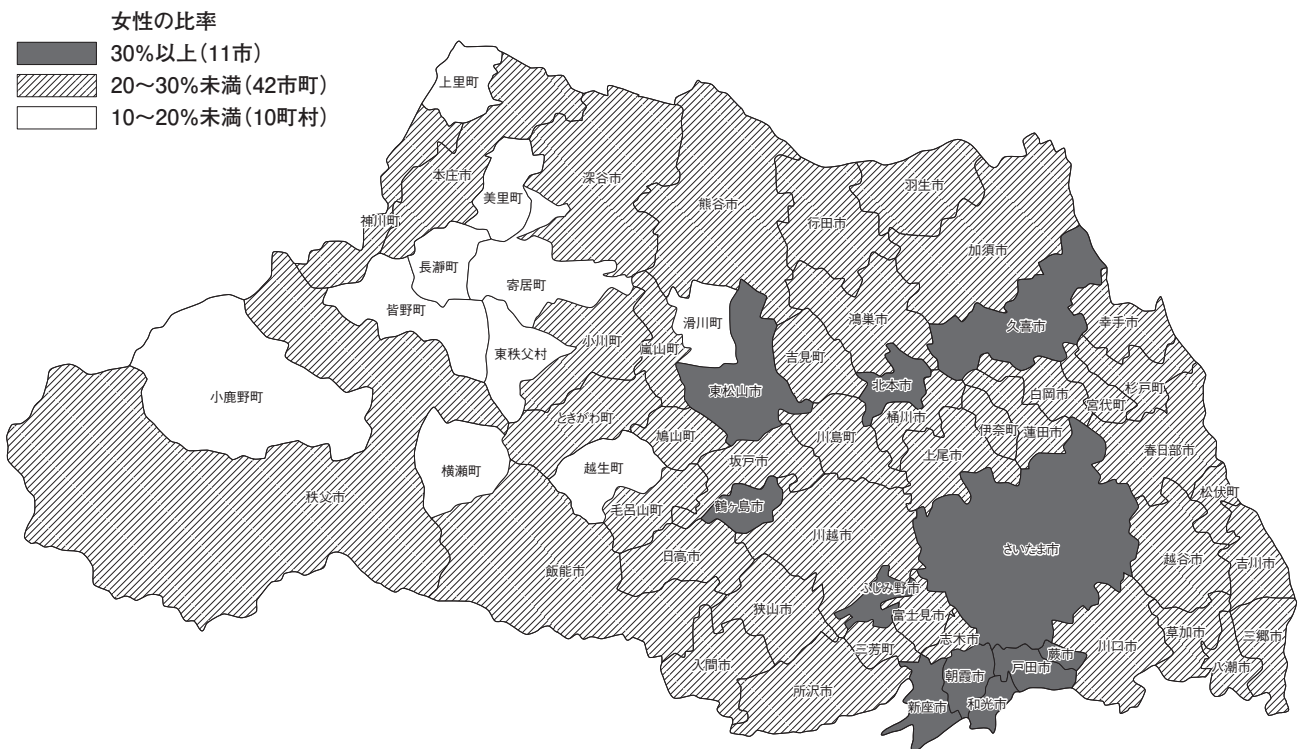 女性の比率
30%以上(11市)
20〜30%未満(42市町)
10〜20%未満(10町村)
上里町
本庄市
美里町
深谷市
神川町
熊谷市
行田市
羽生市
加須市
長瀞町
寄居町
皆野町
滑川町
鴻巣市
久喜市
幸手市
小川町
嵐山町
東秩父村
吉見町
東松山市
北本市
小鹿野町
白岡市
杉戸町
宮代町
ときがわ町
鳩山町
川島町
桶川市
伊奈町
蓮田市
上尾市
春日部市
横瀬町
越生町
坂戸市
秩父市
毛呂山町
鶴ヶ島市
松伏町
川越市
さいたま市
飯能市
日高市
越谷市
吉川市
ふじみ野市
狭山市
富士見市
志木市
草加市
三郷市
三芳町
川口市
蕨市
入間市
戸田市
八潮市
朝霞市
所沢市
新座市
和光市